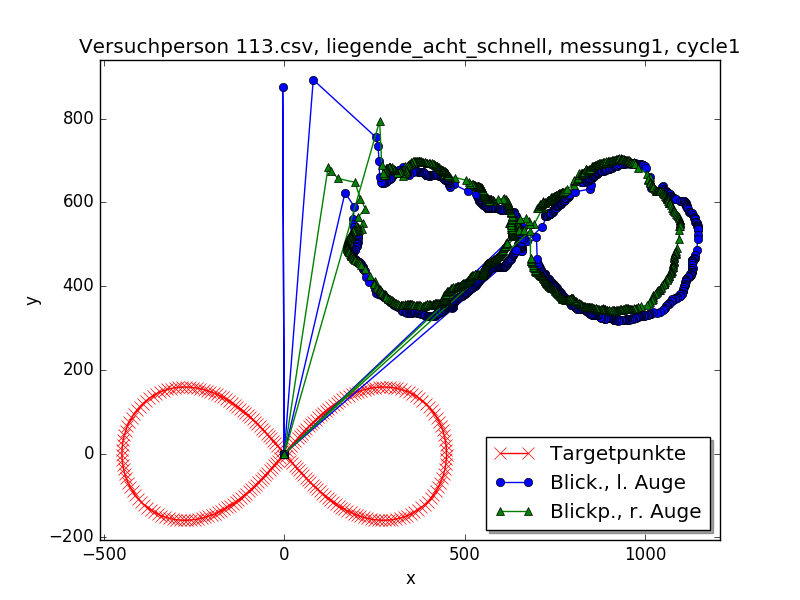 Versuchperson 113.csv, liegende_acht_schnell, messung1, cycle1
y
800
600
400
200
0
−200
−500
0
500
1000
x
Targetpunkte
Blick., l. Auge
Blickp., r. Auge